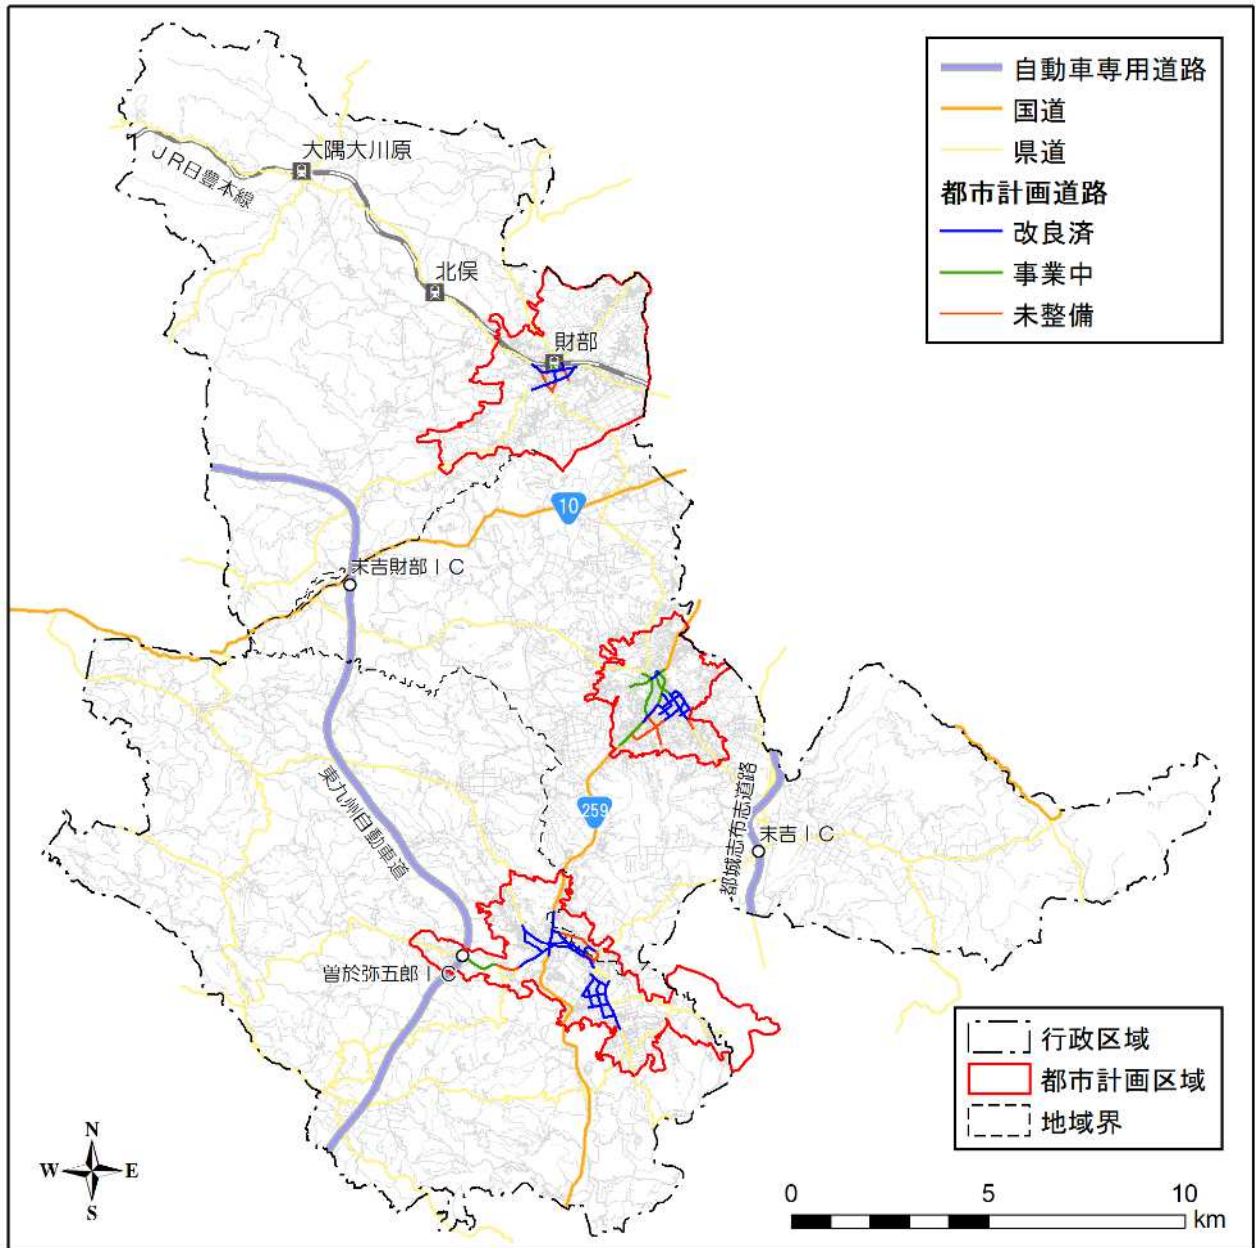 自動車専用道路
国道
県道
都市計画道路
改良済
事業中
未整備
大隅大川原
JR日豊本線
北俣
財部
10
末吉財部IC
259
東九州自動車道
都城志布志道路
末吉IC
曽於弥五郎IC
行政区域
都市計画区域
地域界
N
W E
S
0 5 10
km